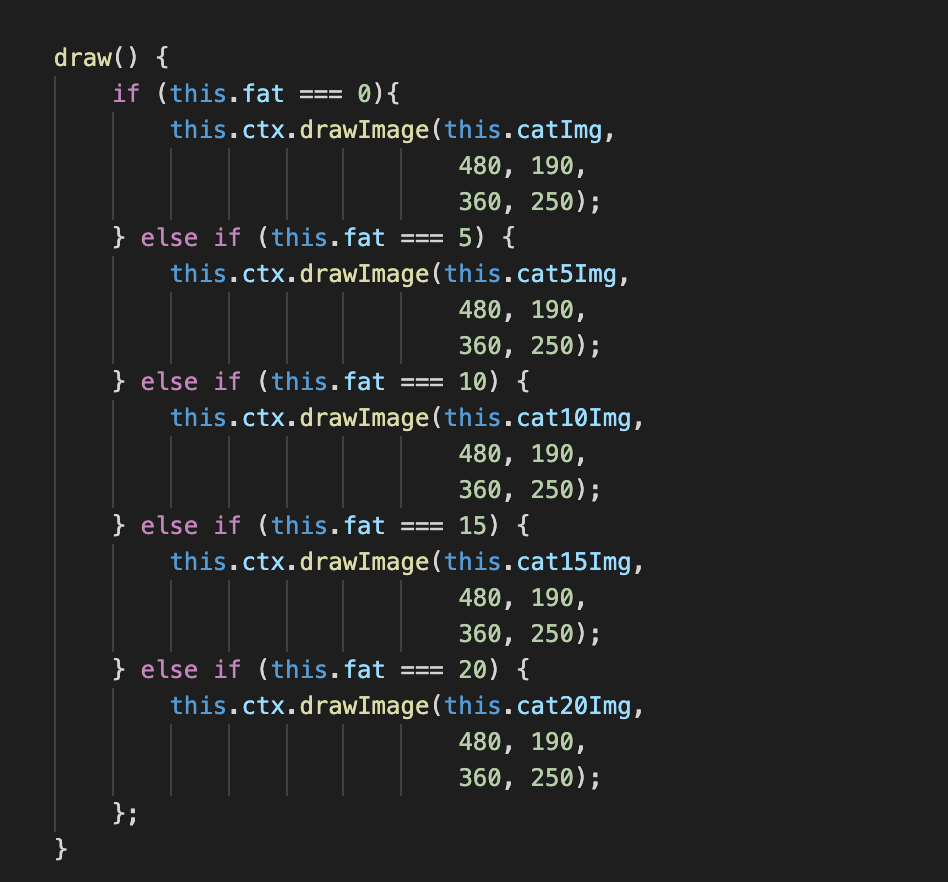 draw() {
    if (this.fat === 0){
        this.ctx.drawImage(this.catImg,
                            480, 190,
                            360, 250);
    } else if (this.fat === 5) {
        this.ctx.drawImage(this.cat5Img,
                            480, 190,
                            360, 250);
    } else if (this.fat === 10) {
        this.ctx.drawImage(this.cat10Img,
                            480, 190,
                            360, 250);
    } else if (this.fat === 15) {
        this.ctx.drawImage(this.cat15Img,
                            480, 190,
                            360, 250);
    } else if (this.fat === 20) {
        this.ctx.drawImage(this.cat20Img,
                            480, 190,
                            360, 250);
    };
}